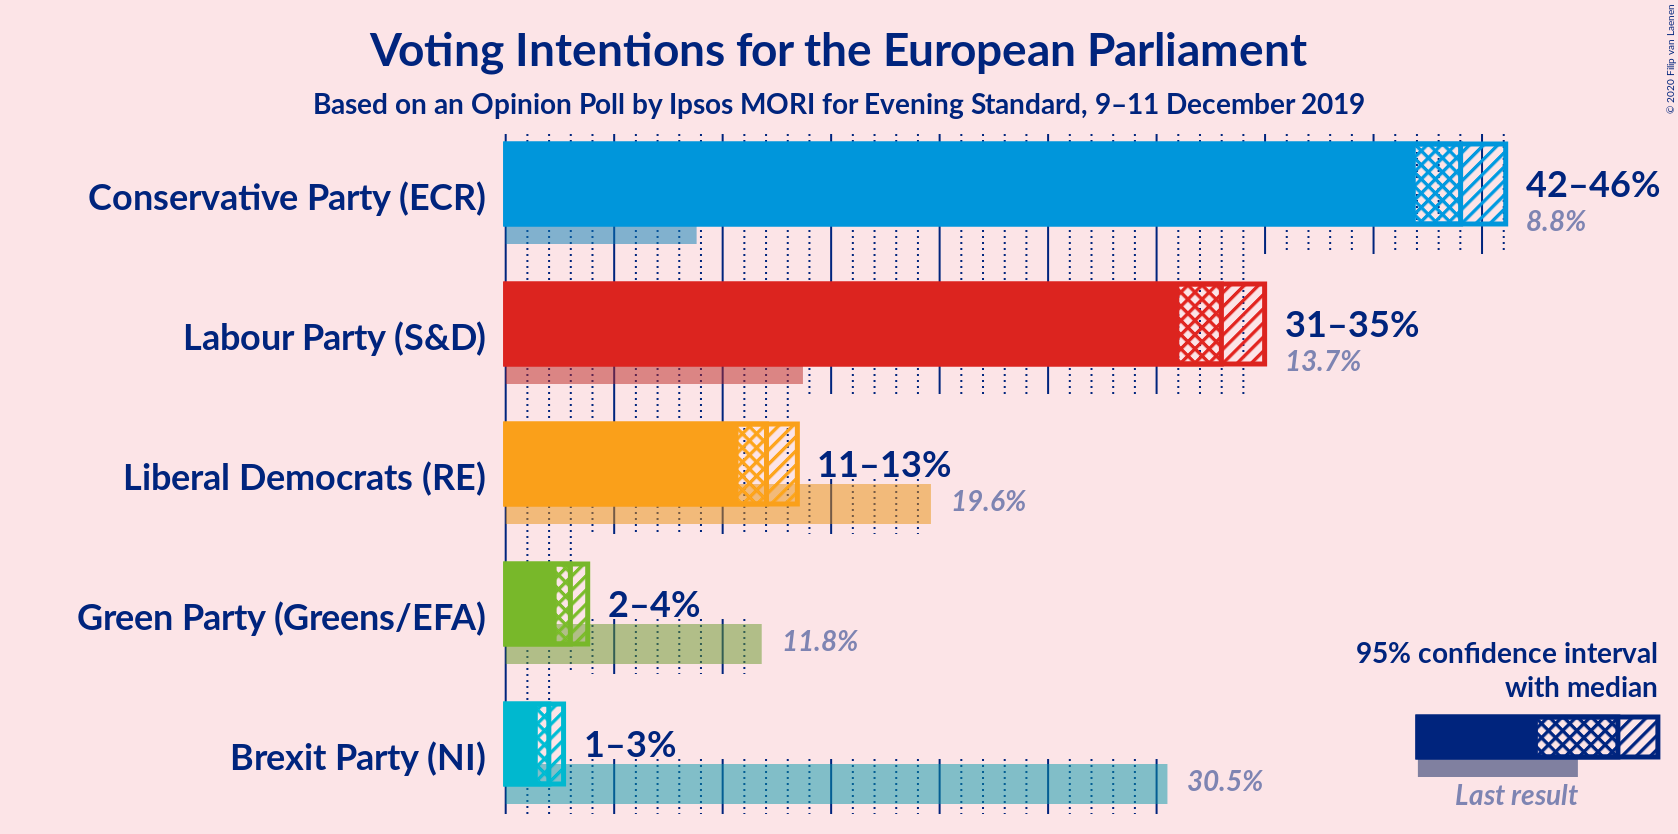 Voting Intentions for the European Parliament
Based on an Opinion Poll by Ipsos MORI for Evening Standard, 9–11 December 2019
© 2020 Filip van Laenen
Conservative Party (ECR)
42–46%
8.8%
Labour Party (S&D)
31–35%
13.7%
Liberal Democrats (RE)
11–13%
19.6%
Green Party (Greens/EFA)
2–4%
11.8%
Brexit Party (NI)
1–3%
30.5%
95% confidence interval
with median
Last result